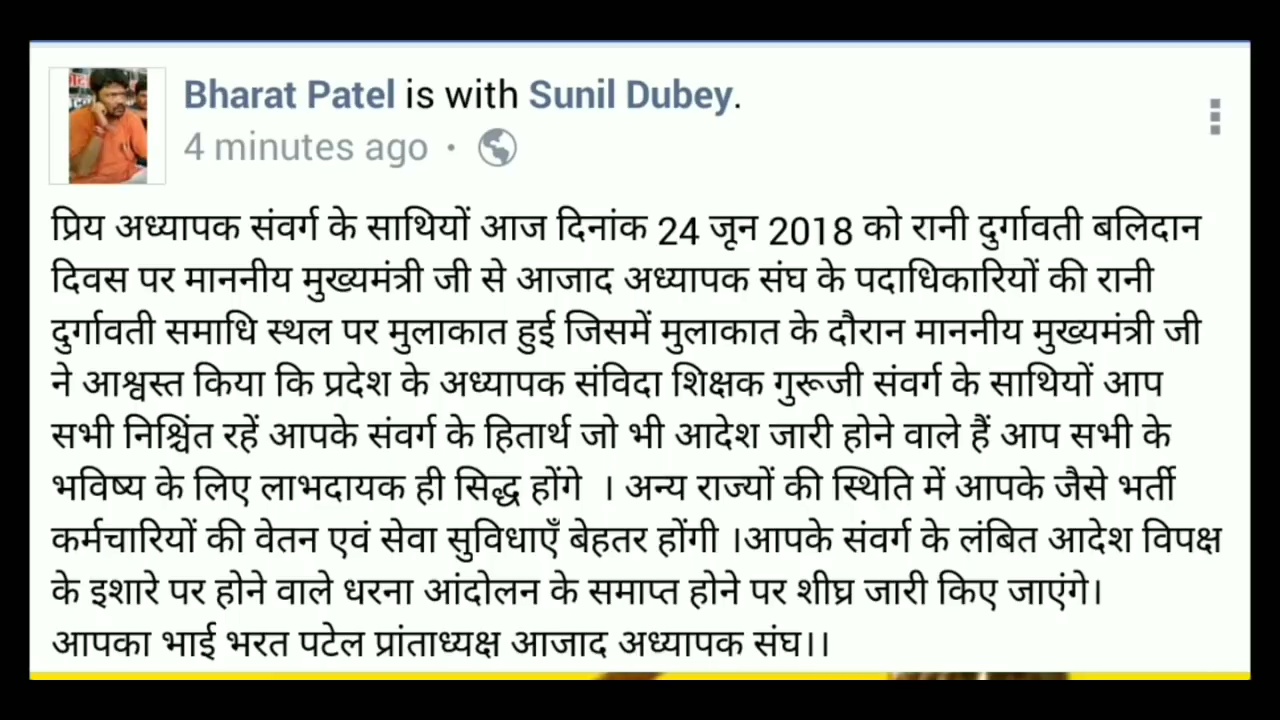 Bharat Patel is with Sunil Dubey.
4 minutes ago ·
प्रिय अध्यापक संवर्ग के साथियों आज दिनांक 24 जून 2018 को रानी दुर्गावती बलिदान
दिवस पर माननीय मुख्यमंत्री जी से आजाद अध्यापक संघ के पदाधिकारियों की रानी
दुर्गावती समाधि स्थल पर मुलाकात हुई जिसमें मुलाकात के दौरान माननीय मुख्यमंत्री जी
ने आश्वस्त किया कि प्रदेश के अध्यापक संविदा शिक्षक गुरूजी संवर्ग के साथियों आप
सभी निश्चिंत रहें आपके संवर्ग के हितार्थ जो भी आदेश जारी होने वाले हैं आप सभी के
भविष्य के लिए लाभदायक ही सिद्ध होंगे । अन्य राज्यों की स्थिति में आपके जैसे भर्ती
कर्मचारियों की वेतन एवं सेवा सुविधाएँ बेहतर होंगी ।आपके संवर्ग के लंबित आदेश विपक्ष
के इशारे पर होने वाले धरना आंदोलन के समाप्त होने पर शीघ्र जारी किए जाएंगे।
आपका भाई भरत पटेल प्रांताध्यक्ष आजाद अध्यापक संघ।।